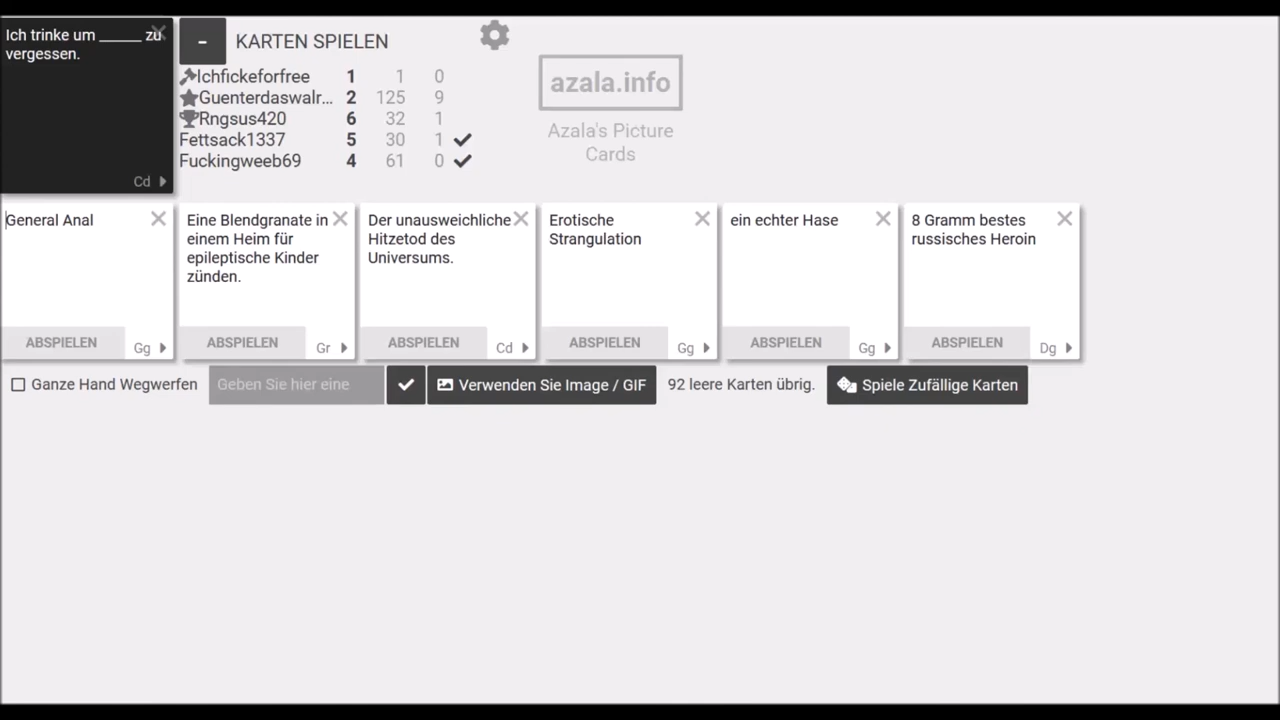 Ich trinke um _____ zu
vergessen.
Cd
-
KARTEN SPIELEN
Ichfickeforfree 1 1 0
Guenterdaswalr... 2 125 9
Rngsus420 6 32 1
Fettsack1337 5 30 1
Fuckingweeb69 4 61 0
azala.info
Azala's Picture
Cards
General Anal
ABSPIELEN
Gg
Eine Blendgranate in
einem Heim für
epileptische Kinder
zünden.
ABSPIELEN
Gr
Der unausweichliche
Hitzetod des
Universums.
ABSPIELEN
Cd
Erotische
Strangulation
ABSPIELEN
Gg
ein echter Hase
ABSPIELEN
Gg
8 Gramm bestes
russisches Heroin
ABSPIELEN
Dg
Ganze Hand Wegwerfen
Geben Sie hier eine
Verwenden Sie Image / GIF
92 leere Karten übrig.
Spiele Zufällige Karten